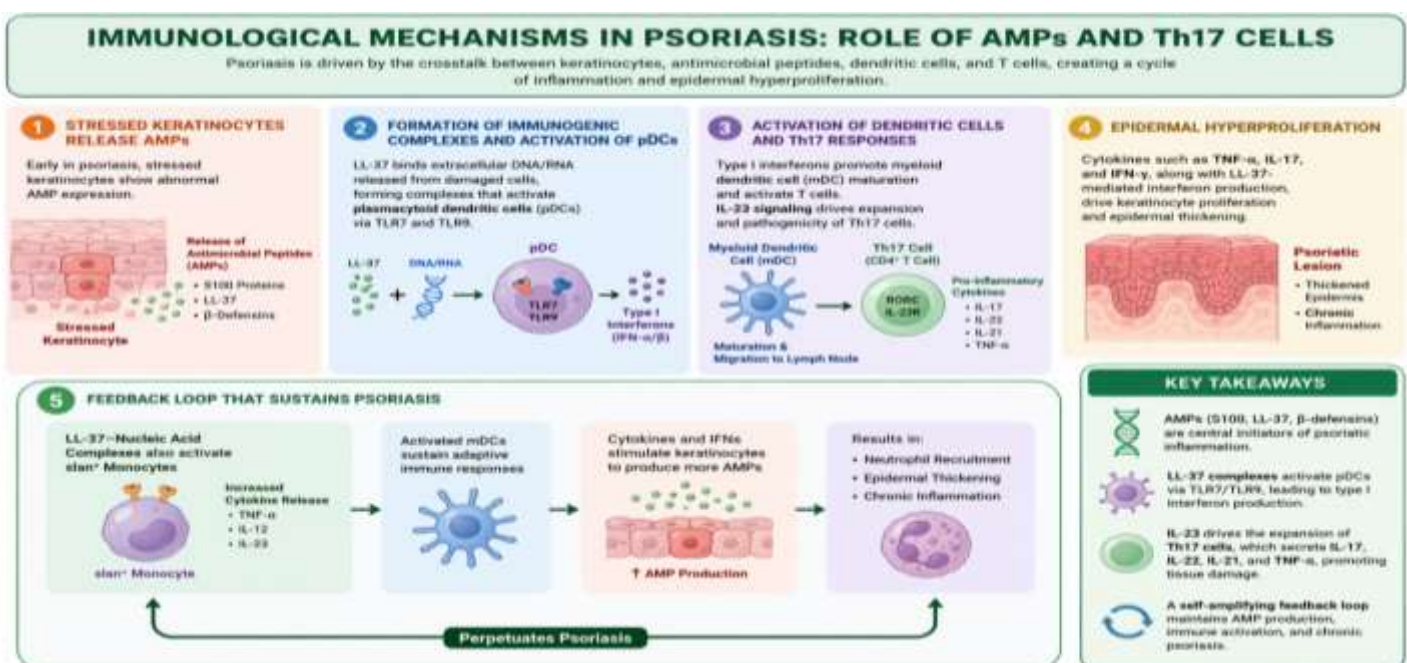 IMMUNOLOGICAL MECHANISMS IN PSORIASIS: ROLE OF AMPs AND Th17 CELLS
Psoriasis is driven by the crosstalk between keratinocytes, antimicrobial peptides, dendritic cells, and T cells, creating a cycle
of inflammation and epidermal hyperproliferation.
1 STRESSED KERATINOCYTES
RELEASE AMPs
Early in psoriasis, stressed
keratinocytes show abnormal
AMP expression.
Release of
Antimicrobial Peptides
(AMPs)
• S100 Proteins
• LL-37
• β-Defensins
Stressed
Keratinocyte
2 FORMATION OF IMMUNOGENIC
COMPLEXES AND ACTIVATION OF pDCs
LL-37 binds extracellular DNA/RNA
released from damaged cells,
forming complexes that activate
plasmacytoid dendritic cells (pDCs)
via TLR7 and TLR9.
LL-37
+
DNA/RNA
pDC
TLR7
TLR9
Type I
Interferons
(IFN-α/β)
3 ACTIVATION OF DENDRITIC CELLS
AND Th17 RESPONSES
Type I interferons promote myeloid
dendritic cell (mDC) maturation
and activate T cells.
IL-23 signaling drives expansion
and pathogenicity of Th17 cells.
Myeloid Dendritic
Cell (mDC)
Maturation &
Migration to Lymph Node
Th17 Cell
(CD4⁺ T Cell)
RORC
IL-23R
Pro-inflammatory
Cytokines
• IL-17
• IL-22
• IL-21
• TNF-α
4 EPIDERMAL HYPERPROLIFERATION
Cytokines such as TNF-α, IL-17,
and IFN-γ, along with LL-37-
mediated interferon production,
drive keratinocyte proliferation
and epidermal thickening.
Psoriatic
Lesion
• Thickened
Epidermis
• Chronic
Inflammation
5 FEEDBACK LOOP THAT SUSTAINS PSORIASIS
LL-37–Nucleic Acid
Complexes also activate
slan⁺ Monocytes
Increased
Cytokine Release
• TNF-α
• IL-12
• IL-23
slan⁺ Monocyte
Activated mDCs
sustain adaptive
immune responses
Cytokines and IFNs
stimulate keratinocytes
to produce more AMPs
↑ AMP Production
Results in:
• Neutrophil Recruitment
• Epidermal Thickening
• Chronic Inflammation
Perpetuates Psoriasis
KEY TAKEAWAYS
AMPs (S100, LL-37, β-defensins)
are central initiators of psoriatic
inflammation.
LL-37 complexes activate pDCs
via TLR7/TLR9, leading to type I
interferon production.
IL-23 drives the expansion of
Th17 cells, which secrete IL-17,
IL-22, IL-21, and TNF-α, promoting
tissue damage.
A self-amplifying feedback loop
maintains AMP production,
immune activation, and chronic
psoriasis.